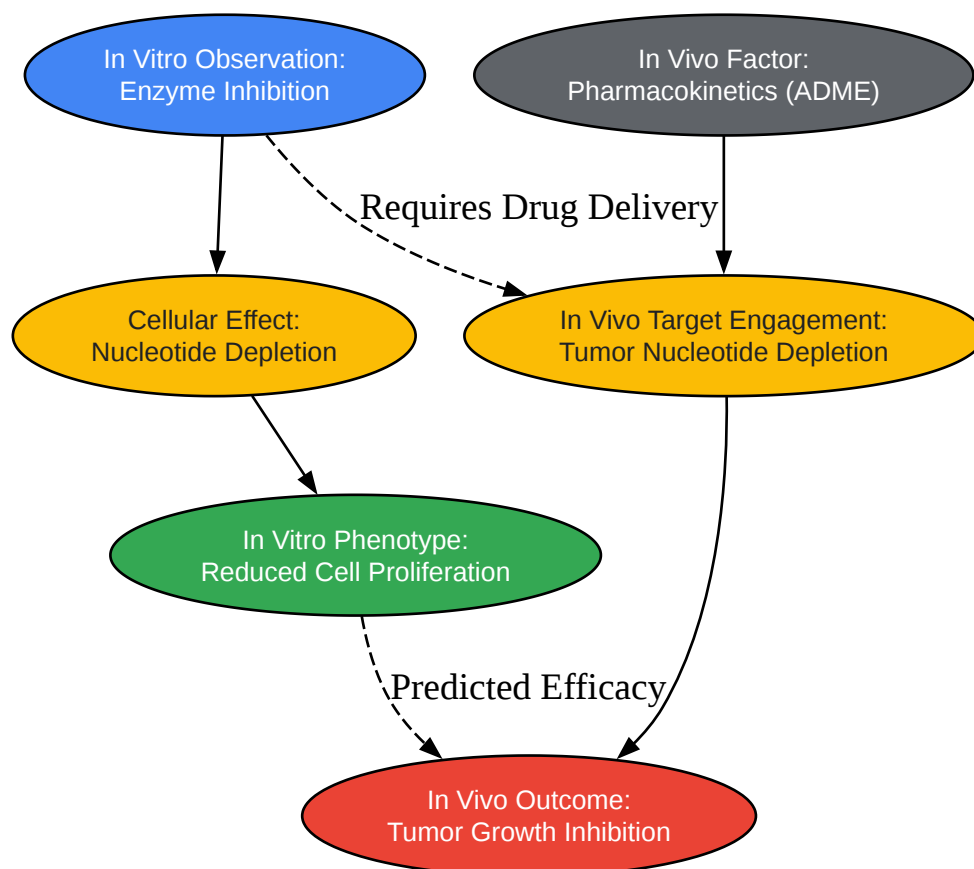 In Vitro Observation:
Enzyme Inhibition
In Vivo Factor:
Pharmacokinetics (ADME)
Requires Drug Delivery
Cellular Effect:
Nucleotide Depletion
In Vivo Target Engagement:
Tumor Nucleotide Depletion
In Vitro Phenotype:
Reduced Cell Proliferation
Predicted Efficacy
In Vivo Outcome:
Tumor Growth Inhibition